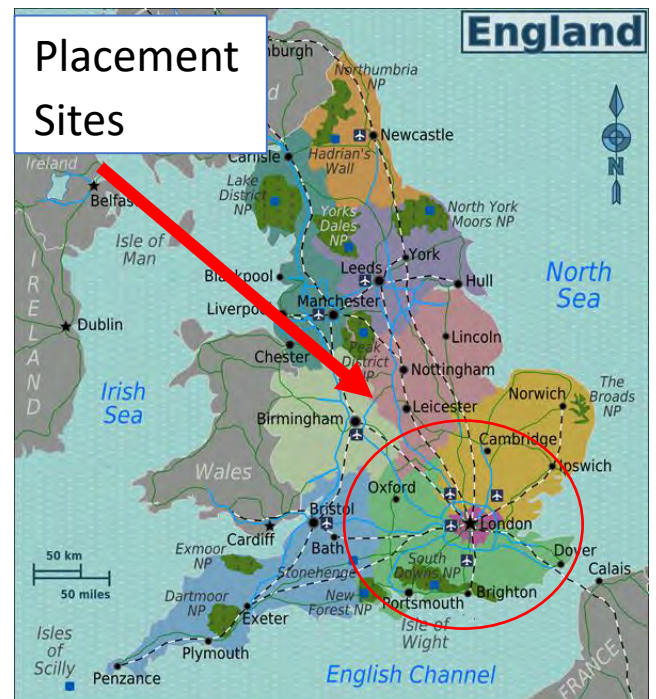 Placement
Sites
England
nburgh
d
Northumbria
NP
Newcastle
Carlisle
Hadrian's
Wall
Ireland
Belfas
Lake
District
NP
Yorks
Dales
NP
North York
Moors NP
N
Isle of
Man
York
Leeds
Hull
Blackpool
North
Sea
IRELAND
Liverpool
Manchester
Dublin
Lincoln
Peak
District
NP
Chester
Nottingham
Irish
Sea
Norwich
The
Broads
NP
Leicester
Birmingham
Cambridge
Ipswich
Wales
Oxford
Bristol
London
Cardiff
Bath
50 km
50 miles
Exmoor
NP
Stonehenge
South
Downs NP
Dover
Calais
Dartmoor
NP
New
Forest NP
Portsmouth
Brighton
Exeter
Isle of
Wight
Isles
of
Scilly
Plymouth
Penzance
English Channel
FRANCE